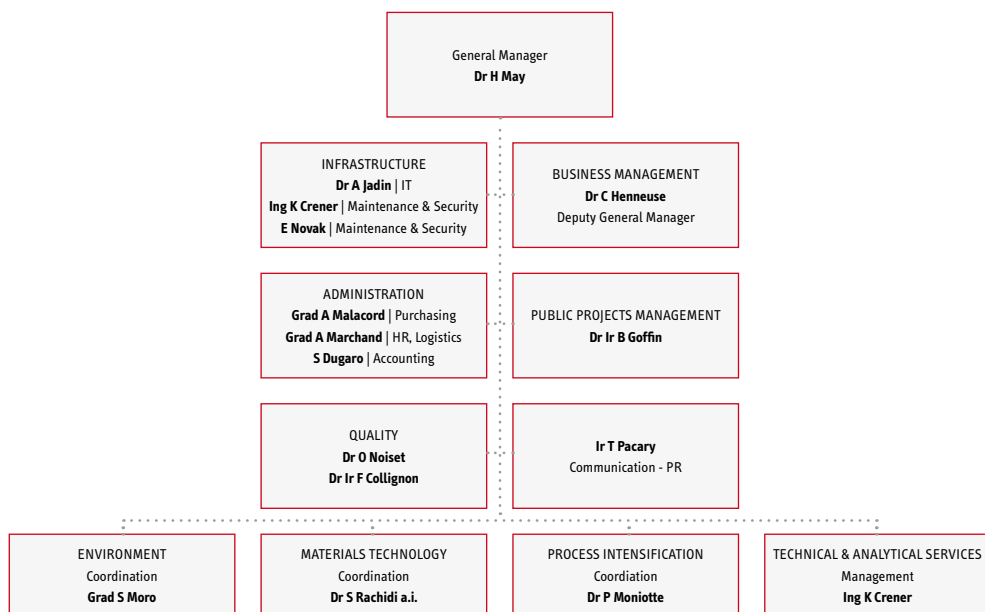 General Manager
Dr H May
INFRASTRUCTURE
Dr A Jadin | IT
Ing K Crener | Maintenance & Security
E Novak | Maintenance & Security
BUSINESS MANAGEMENT
Dr C Henneuse
Deputy General Manager
ADMINISTRATION
Grad A Malacord | Purchasing
Grad A Marchand | HR, Logistics
S Dugaro | Accounting
PUBLIC PROJECTS MANAGEMENT
Dr Ir B Goffin
QUALITY
Dr O Noiset
Dr Ir F Collignon
Ir T Pacary
Communication - PR
ENVIRONMENT
Coordination
Grad S Moro
MATERIALS TECHNOLOGY
Coordination
Dr S Rachidi a.i.
PROCESS INTENSIFICATION
Coordiation
Dr P Moniotte
TECHNICAL & ANALYTICAL SERVICES
Management
Ing K Crener